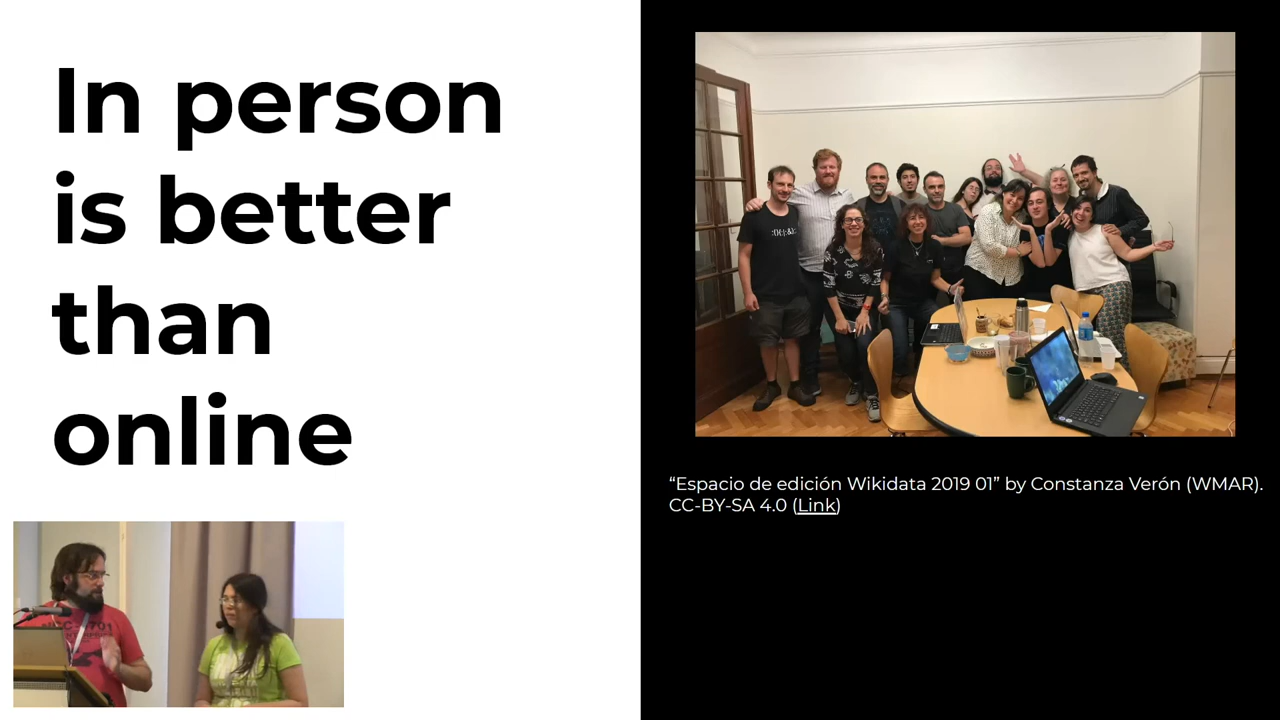 In person
is better
than
online
“Espacio de edición Wikidata 2019 01” by Constanza Verón (WMAR).
CC-BY-SA 4.0 (Link)